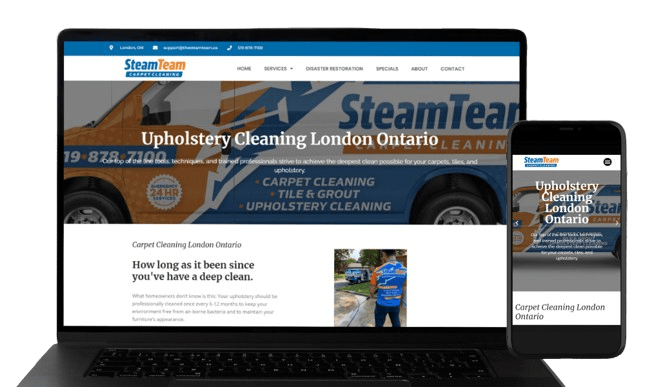 London, ON support@thesteamteam.ca 519-878-7100
SteamTeam
CARPET CLEANING
HOME SERVICES DISASTER RESTORATION SPECIALS ABOUT CONTACT
SteamTeam
CARPET CLEANING
Upholstery Cleaning London Ontario
19·878·7100
Our top of the line tools, techniques, and trained professionals strive to achieve the deepest clean possible for your carpets, tiles, and
upholstery.
EMERGENCY
24 HR
SERVICES
• CARPET CLEANING
• TILE & GROUT
• UPHOLSTERY CLEANING
Carpet Cleaning London Ontario
How long as it been since
you've have a deep clean.
What homeowners don't know is this; Your upholstery should be
professionally cleaned once every 6-12 months to keep your
environment free from air borne bacteria and to maintain your
furniture's appearance.
SteamTeam
CARPET CLEANING
Upholstery
Cleaning
London
Ontario
Our top of the line tools, techniques,
and trained professionals strive to
achieve the deepest clean possible
for your carpets, tiles, and
upholstery.
Carpet Cleaning London
Ontario